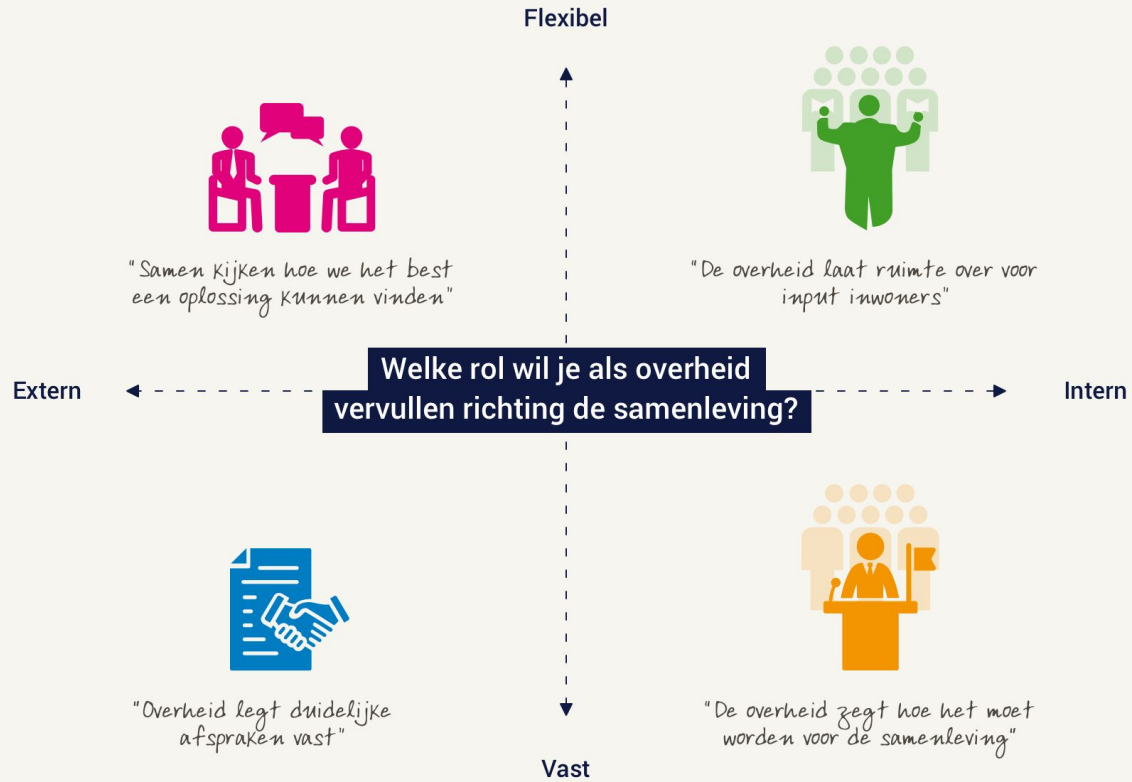 Flexibel
"Samen kijken hoe we het best
een oplossing kunnen vinden"
"De overheid laat ruimte over voor
input inwoners"
Extern
Welke rol wil je als overheid
vervullen richting de samenleving?
Intern
"Overheid legt duidelijke
afspraken vast"
"De overheid zegt hoe het moet
worden voor de samenleving"
Vast